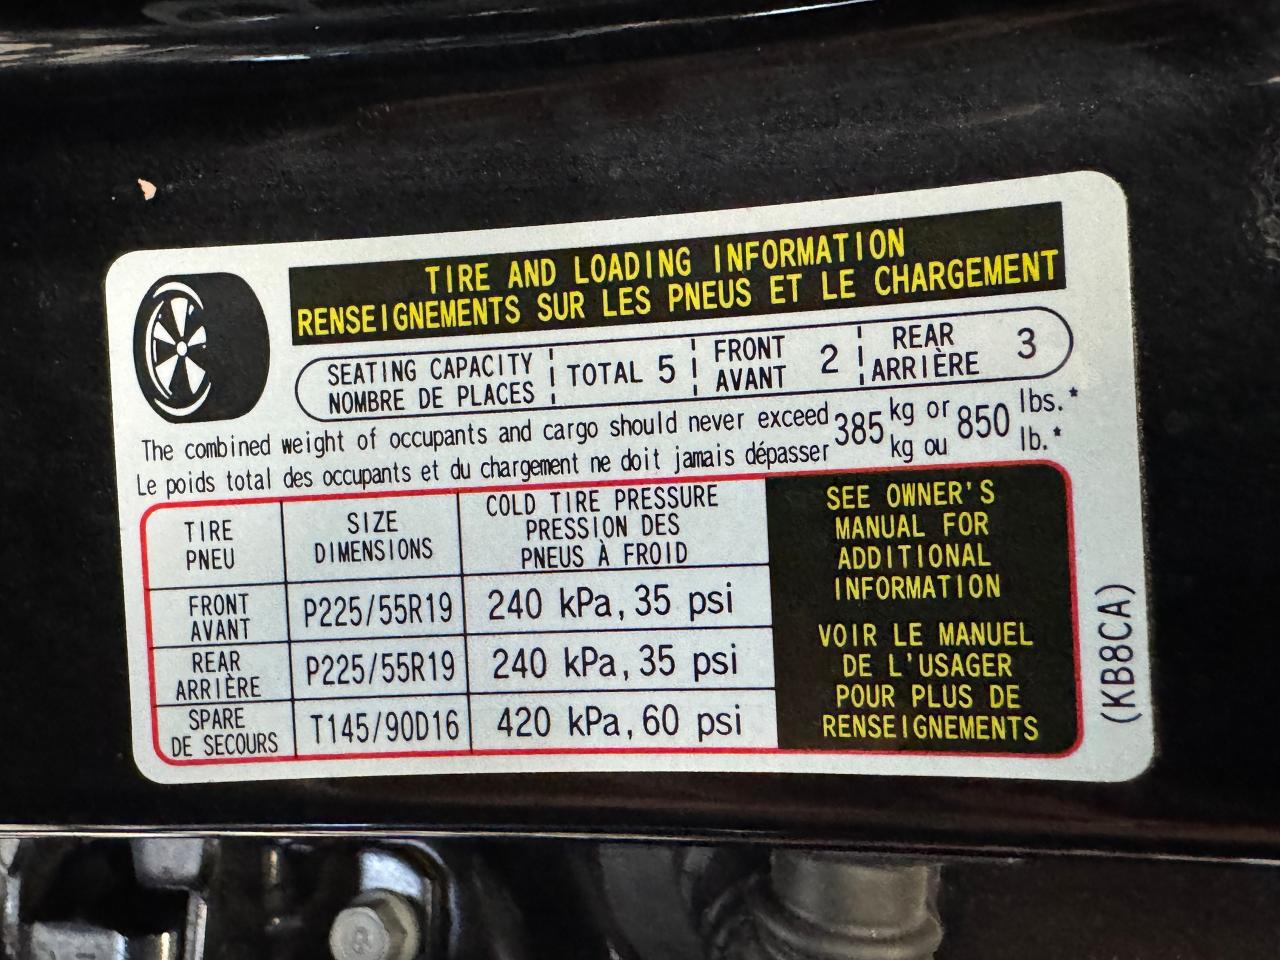 TIRE AND LOADING INFORMATION
RENSEIGNEMENTS SUR LES PNEUS ET LE CHARGEMENT
SEATING CAPACITY
NOMBRE DE PLACES
TOTAL 5
FRONT
AVANT
2
REAR
ARRIÈRE
3
The combined weight of occupants and cargo should never exceed 385 kg or 850 lbs.*
Le poids total des occupants et du chargement ne doit jamais dépasser kg ou lb.*
TIRE
PNEU
SIZE
DIMENSIONS
COLD TIRE PRESSURE
PRESSION DES
PNEUS À FROID
FRONT
AVANT
P225/55R19
240 kPa, 35 psi
REAR
ARRIÈRE
P225/55R19
240 kPa, 35 psi
SPARE
DE SECOURS
T145/90D16
420 kPa, 60 psi
SEE OWNER'S
MANUAL FOR
ADDITIONAL
INFORMATION
VOIR LE MANUEL
DE L'USAGER
POUR PLUS DE
RENSEIGNEMENTS
(KB8CA)